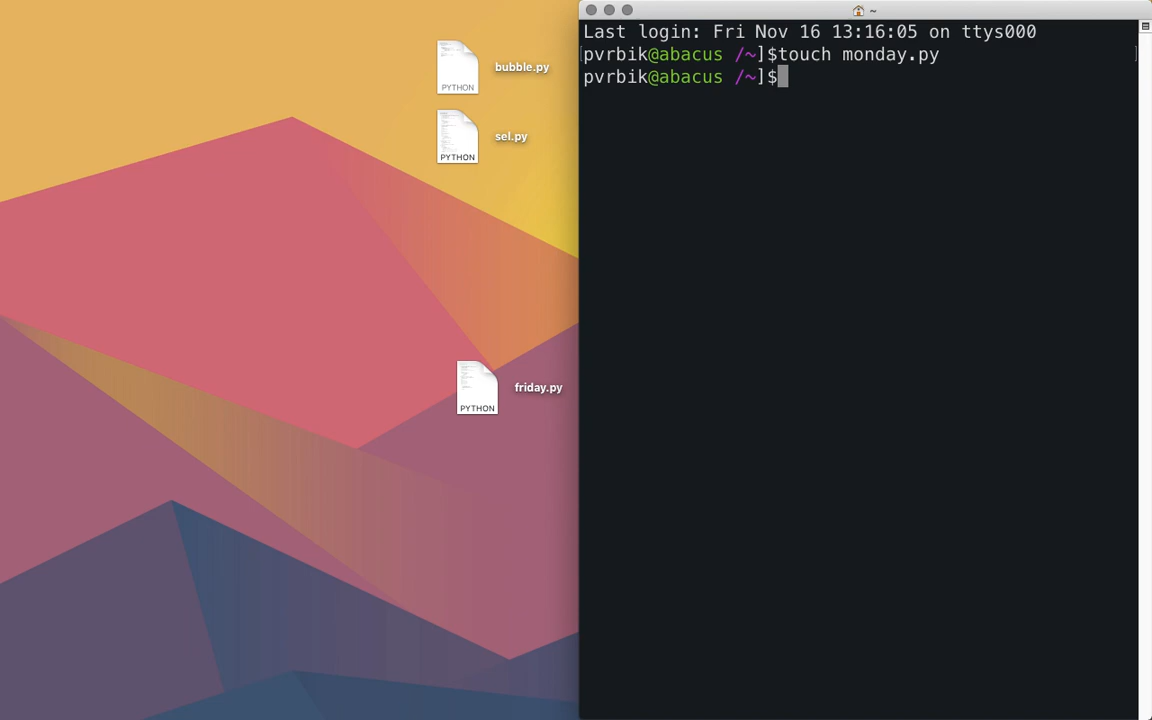 ~
Last login: Fri Nov 16 13:16:05 on ttys000
[pvrbik@abacus /~]$touch monday.py ]
pvrbik@abacus /~]$
bubble.py
PYTHON
sel.py
PYTHON
friday.py
PYTHON